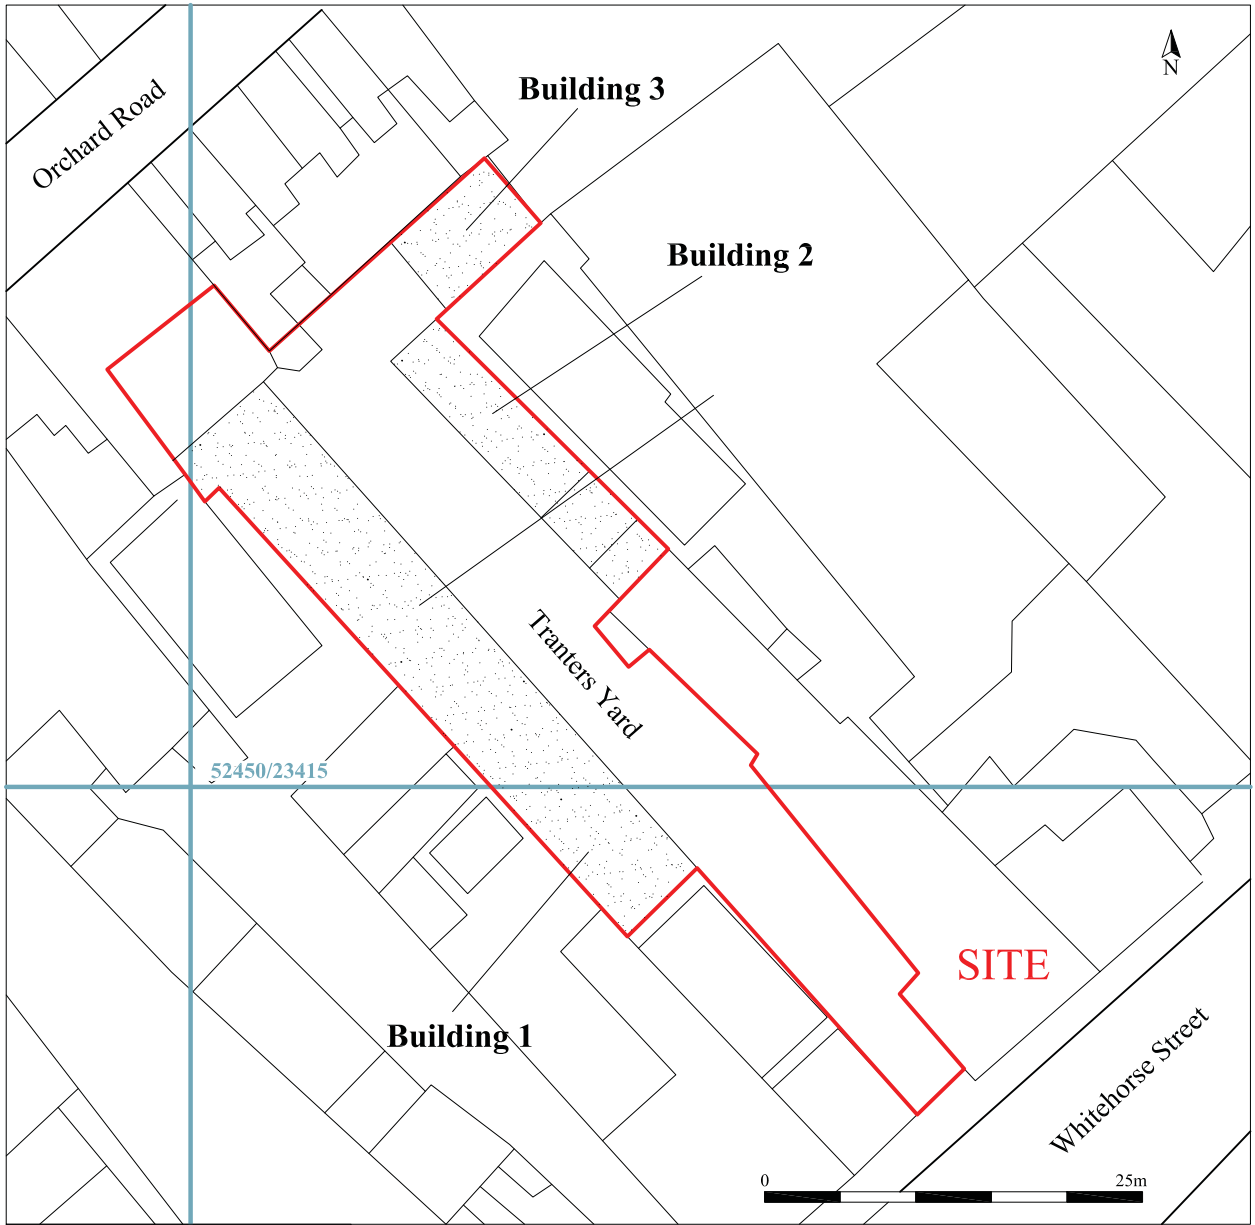 N
Building 3
Orchard Road
Building 2
Tranters Yard
52450/23415
SITE
Building 1
Whitehorse Street
0 25m